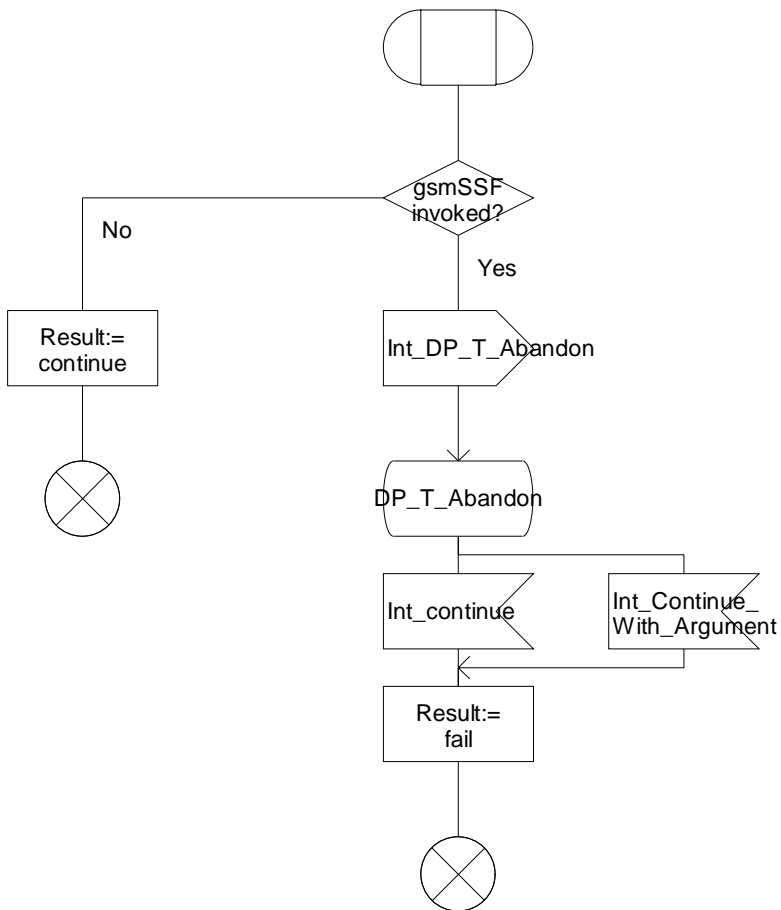 gsmSSF
invoked?
No
Yes
Result:=
continue
Int_DP_T_Abandon
DP_T_Abandon
Int_continue
Int_Continue_
With_Argument
Result:=
fail